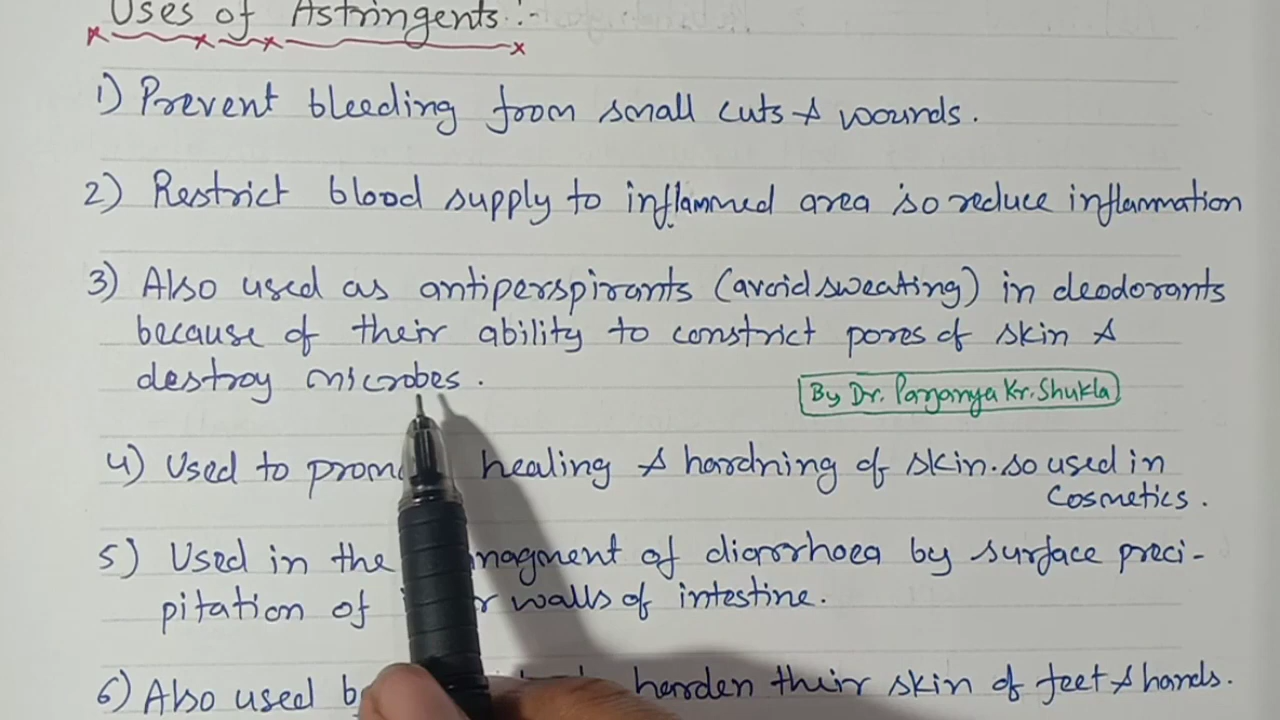 Uses of Astringents :-
1) Prevent bleeding from small cuts & wounds.
2) Restrict blood supply to inflammed area so reduce inflammation
3) Also used as antiperspirants (avoid sweating) in deodorants
because of their ability to constrict pores of skin &
destroy microbes.
By Dr. Parjanya Kr. Shukla
4) Used to healing & hardning of skin. so used in
Cosmetics.
5) Used in the of diarrhoea by surface preci-
pitation of walls of intestine.
6) Also used harden their skin of feet & hands.